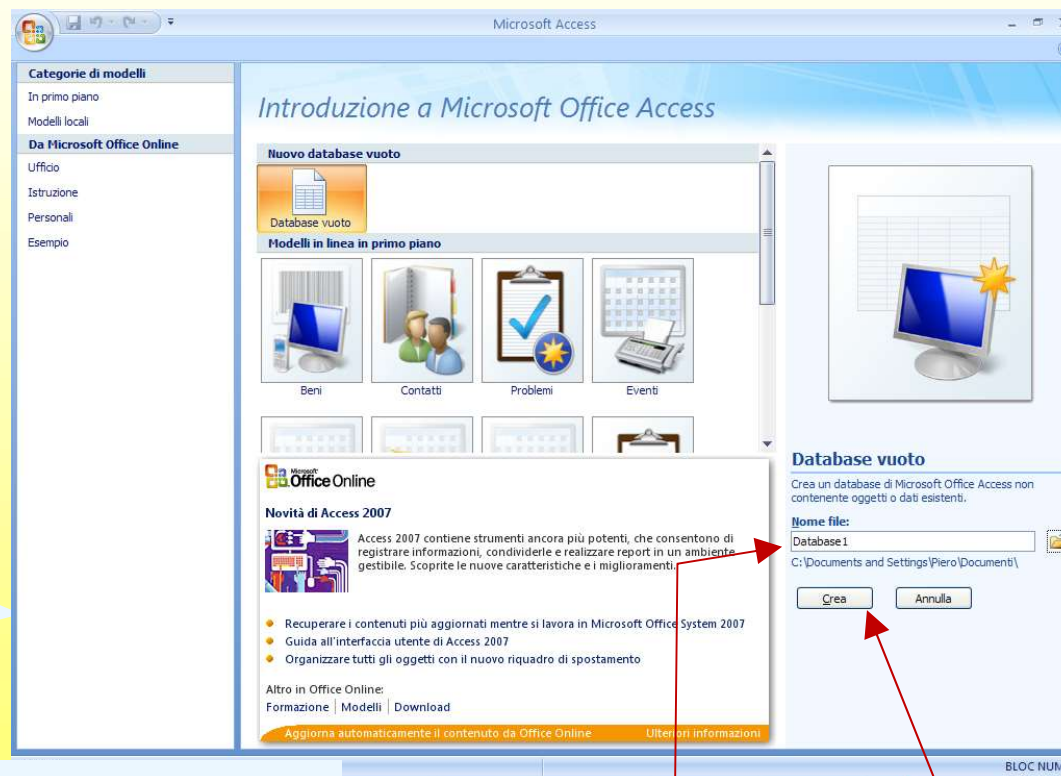 Microsoft Access
Categorie di modelli
In primo piano
Modelli locali
Da Microsoft Office Online
Ufficio
Istruzione
Personali
Esempio
Introduzione a Microsoft Office Access
Nuovo database vuoto
Database vuoto
Modelli in linea in primo piano
Beni
Contatti
Problemi
Eventi
Microsoft
Office Online
Novità di Access 2007
Access 2007 contiene strumenti ancora più potenti, che consentono di
registrare informazioni, condividerle e realizzare report in un ambiente
gestibile. Scoprite le nuove caratteristiche e i miglioramenti.
Recuperare i contenuti più aggiornati mentre si lavora in Microsoft Office System 2007
Guida all'interfaccia utente di Access 2007
Organizzare tutti gli oggetti con il nuovo riquadro di spostamento
Altro in Office Online:
Formazione | Modelli | Download
Aggiorna automaticamente il contenuto da Office Online Ulteriori informazioni
Database vuoto
Crea un database di Microsoft Office Access non
contenente oggetti o dati esistenti.
Nome file:
Database1
C:\Documents and Settings\Piero\Documenti\
Crea Annulla
BLOC NUM